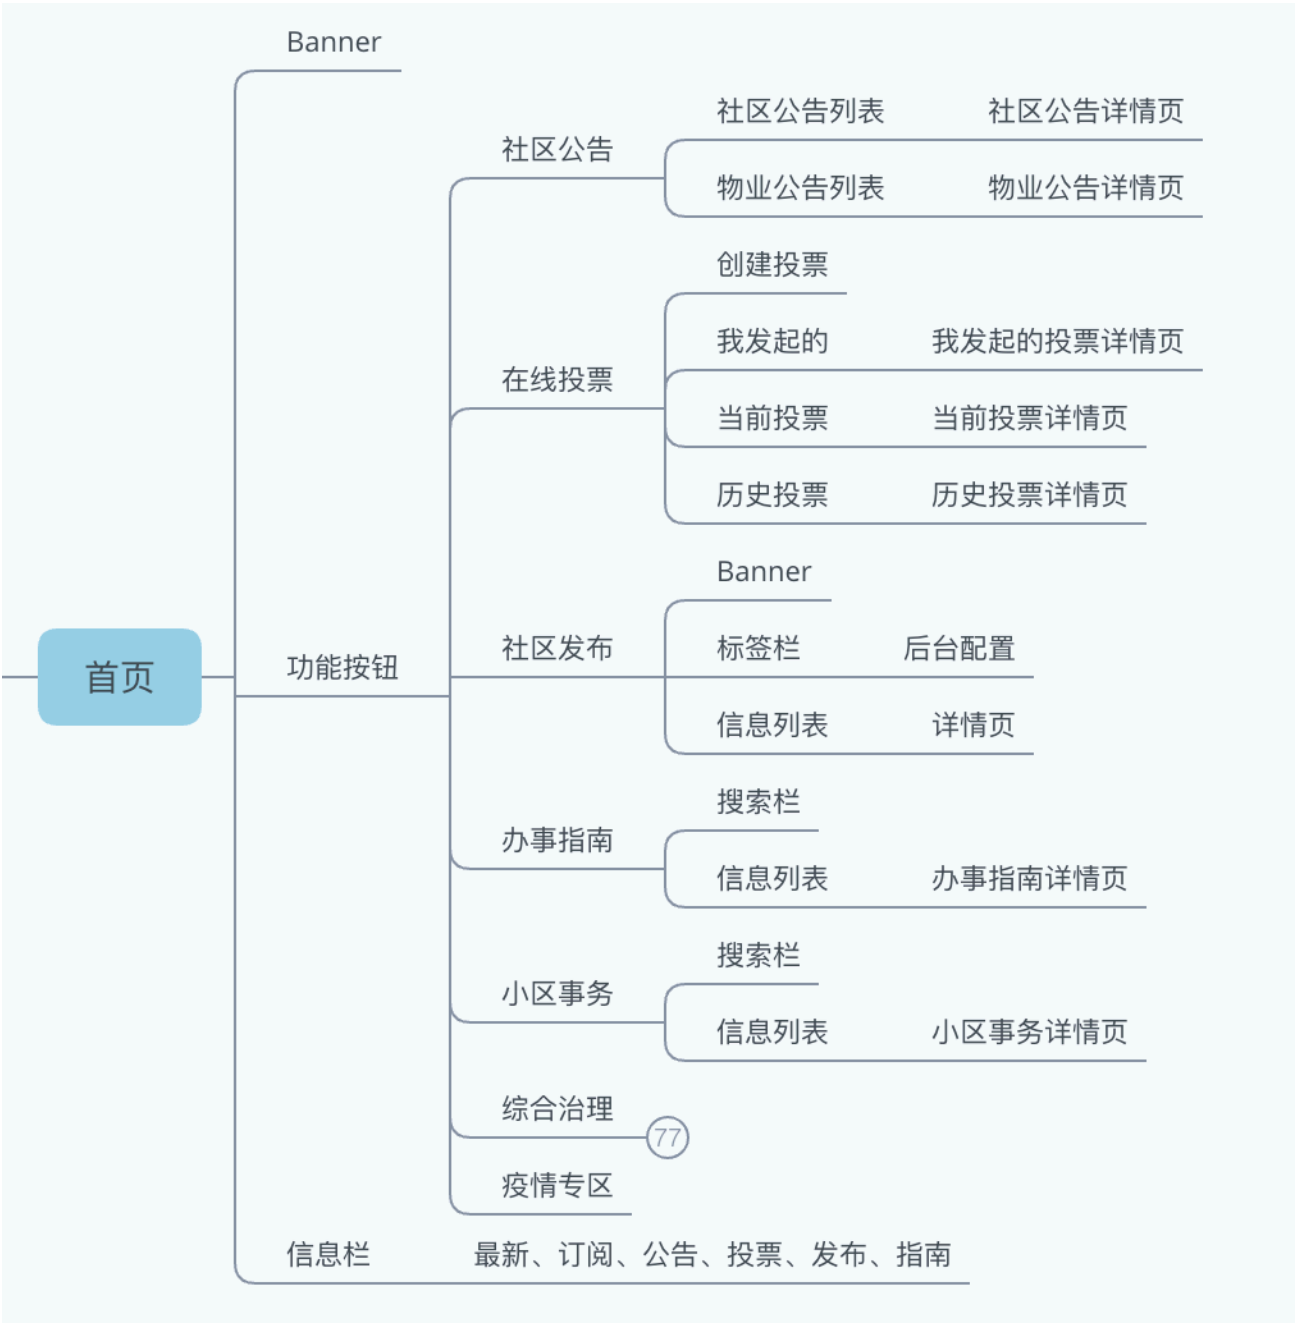 Banner
社区公告列表 社区公告详情页
社区公告
物业公告列表 物业公告详情页
创建投票
我发起的 我发起的投票详情页
在线投票
当前投票 当前投票详情页
历史投票 历史投票详情页
Banner
社区发布
标签栏 后台配置
首页
功能按钮
信息列表 详情页
搜索栏
办事指南
信息列表 办事指南详情页
搜索栏
小区事务
信息列表 小区事务详情页
综合治理 77
疫情专区
信息栏 最新、订阅、公告、投票、发布、指南